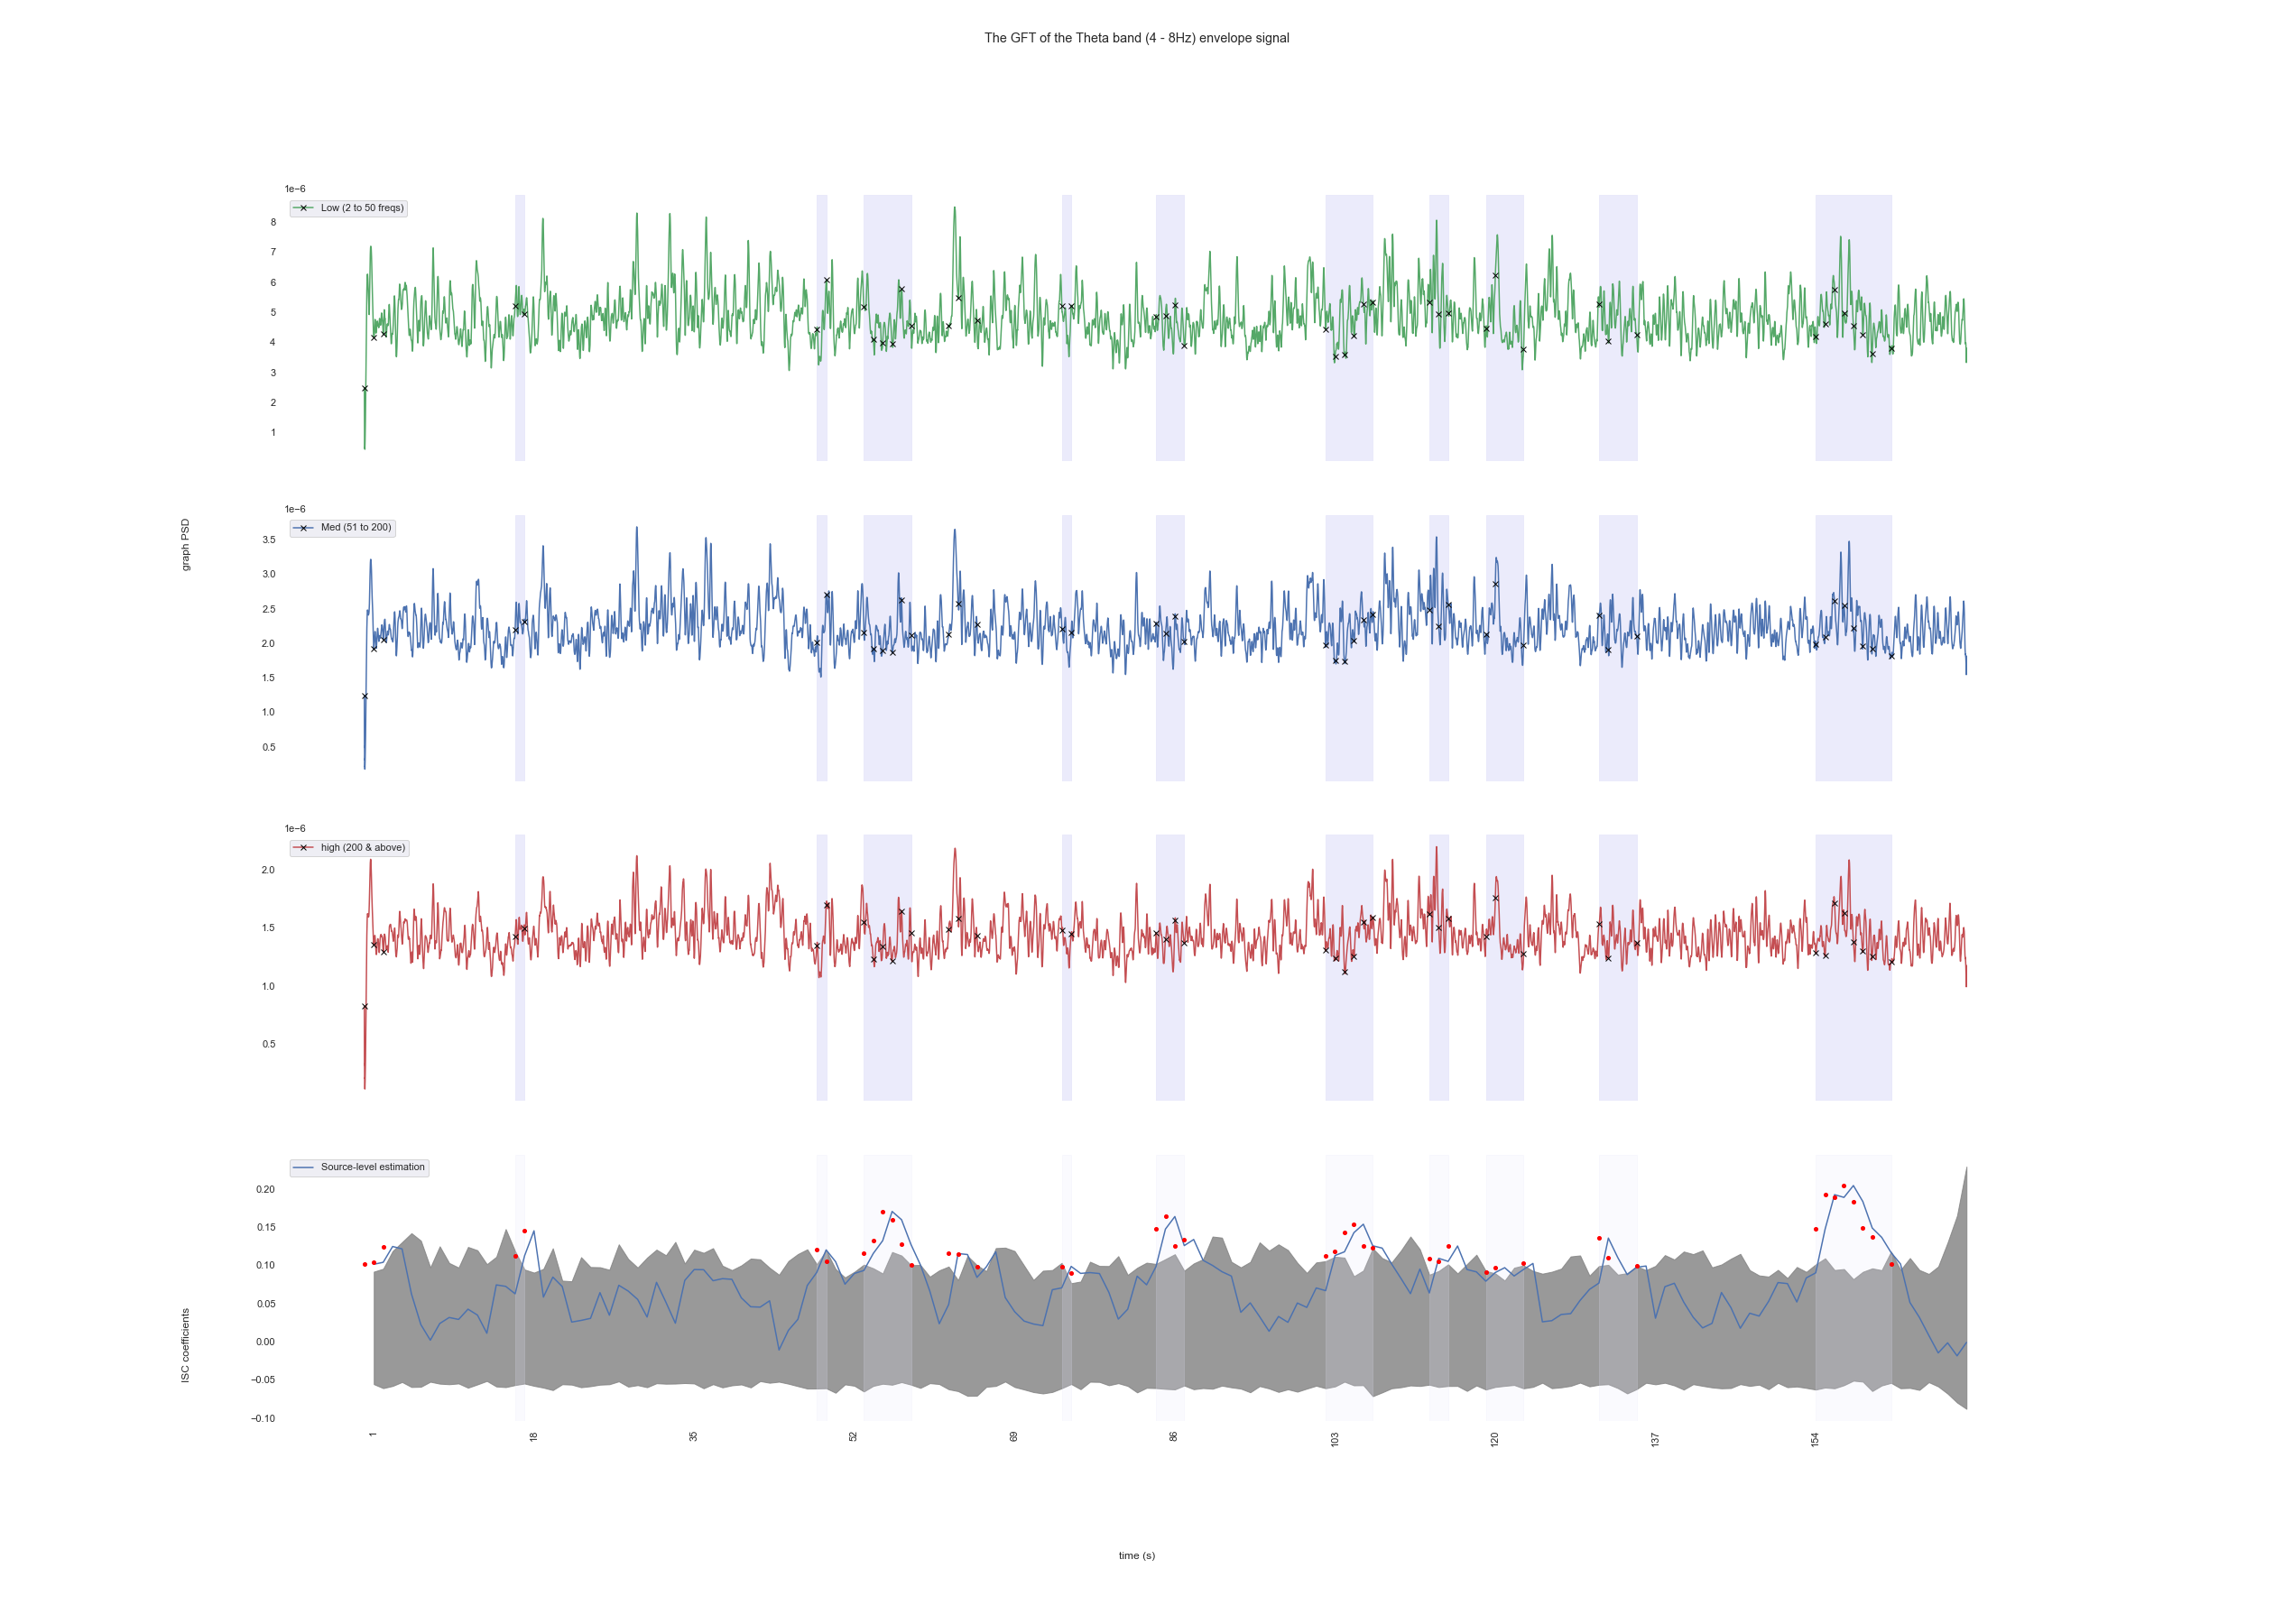 The GFT of the Theta band (4 - 8Hz) envelope signal
1e−6
Low (2 to 50 freqs)
8
7
6
5
4
3
2
1
graph PSD
1e−6
Med (51 to 200)
3.5
3.0
2.5
2.0
1.5
1.0
0.5
1e−6
high (200 & above)
2.0
1.5
1.0
0.5
ISC coefficients
Source-level estimation
0.20
0.15
0.10
0.05
0.00
−0.05
−0.10
1 18 35 52 69 86 103 120 137 154
time (s)